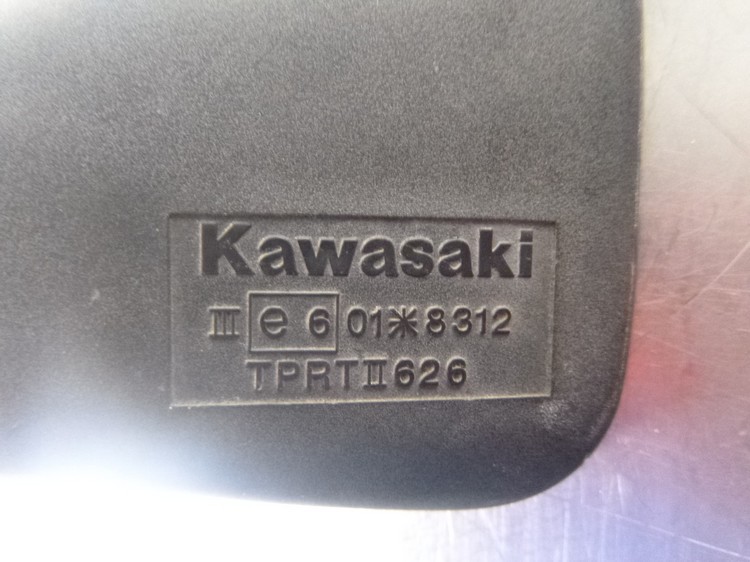 Kawasaki
III e 6 01*8312
TPRTII626